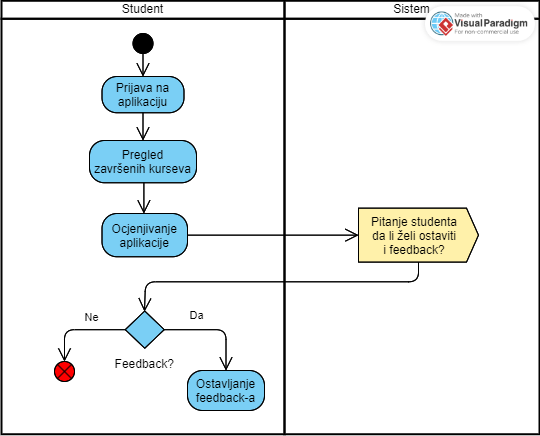 Student
Sistem
Made with
Visual Paradigm
For non-commercial use
Prijava na
aplikaciju
Pregled
završenih kurseva
Ocjenjivanje
aplikacije
Pitanje studenta
da li želi ostaviti
i feedback?
Ne
Da
Feedback?
Ostavljanje
feedback-a